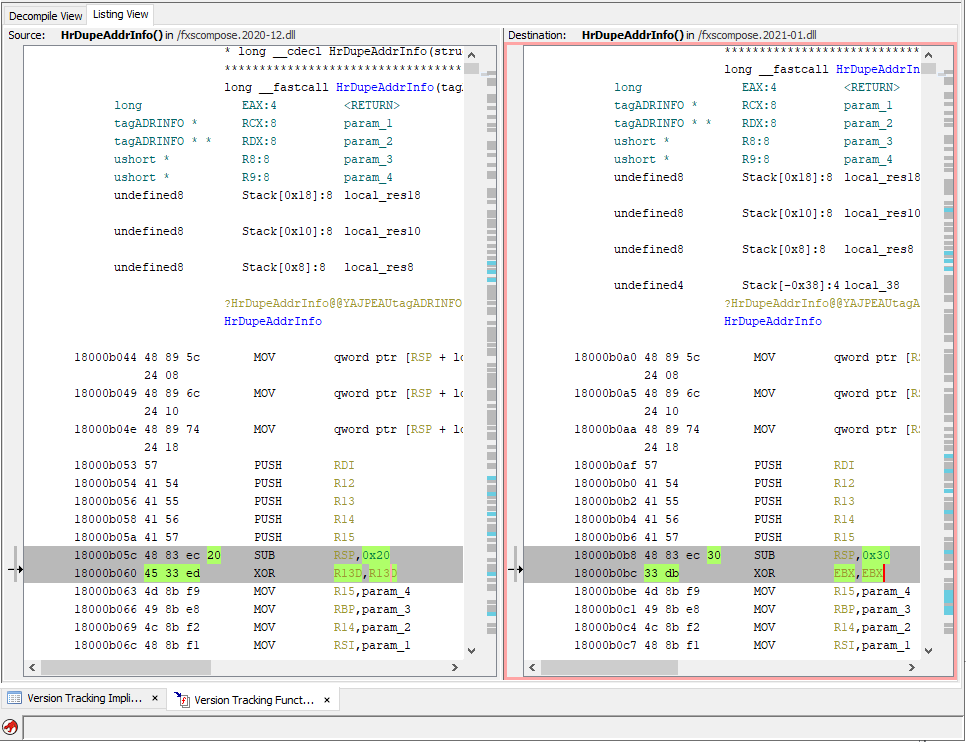 Decompile View Listing View
Source: HrDupeAddrInfo() in /fxscompose.2020-12.dll
* long __cdecl HrDupeAddrInfo(stru
**********************************
long __fastcall HrDupeAddrInfo(tag
long EAX:4 <RETURN>
tagADRINFO * RCX:8 param_1
tagADRINFO * * RDX:8 param_2
ushort * R8:8 param_3
ushort * R9:8 param_4
undefined8 Stack[0x18]:8 local_res18
undefined8 Stack[0x10]:8 local_res10
undefined8 Stack[0x8]:8 local_res8
?HrDupeAddrInfo@@YAJPEAUtagADRINFO
HrDupeAddrInfo
18000b044 48 89 5c MOV qword ptr [RSP + lo
24 08
18000b049 48 89 6c MOV qword ptr [RSP + lo
24 10
18000b04e 48 89 74 MOV qword ptr [RSP + lo
24 18
18000b053 57 PUSH RDI
18000b054 41 54 PUSH R12
18000b056 41 55 PUSH R13
18000b058 41 56 PUSH R14
18000b05a 41 57 PUSH R15
18000b05c 48 83 ec 20 SUB RSP,0x20
18000b060 45 33 ed XOR R13D,R13D
18000b063 4d 8b f9 MOV R15,param_4
18000b066 49 8b e8 MOV RBP,param_3
18000b069 4c 8b f2 MOV R14,param_2
18000b06c 48 8b f1 MOV RSI,param_1
Destination: HrDupeAddrInfo() in /fxscompose.2021-01.dll
****************************
long __fastcall HrDupeAddrIn
long EAX:4 <RETURN>
tagADRINFO * RCX:8 param_1
tagADRINFO * * RDX:8 param_2
ushort * R8:8 param_3
ushort * R9:8 param_4
undefined8 Stack[0x18]:8 local_res18
undefined8 Stack[0x10]:8 local_res10
undefined8 Stack[0x8]:8 local_res8
undefined4 Stack[-0x38]:4 local_38
?HrDupeAddrInfo@@YAJPEAUtagA
HrDupeAddrInfo
18000b0a0 48 89 5c MOV qword ptr [RS
24 08
18000b0a5 48 89 6c MOV qword ptr [RS
24 10
18000b0aa 48 89 74 MOV qword ptr [RS
24 18
18000b0af 57 PUSH RDI
18000b0b0 41 54 PUSH R12
18000b0b2 41 55 PUSH R13
18000b0b4 41 56 PUSH R14
18000b0b6 41 57 PUSH R15
18000b0b8 48 83 ec 30 SUB RSP,0x30
18000b0bc 33 db XOR EBX,EBX
18000b0be 4d 8b f9 MOV R15,param_4
18000b0c1 49 8b e8 MOV RBP,param_3
18000b0c4 4c 8b f2 MOV R14,param_2
18000b0c7 48 8b f1 MOV RSI,param_1
Version Tracking Impli... × Version Tracking Funct... ×